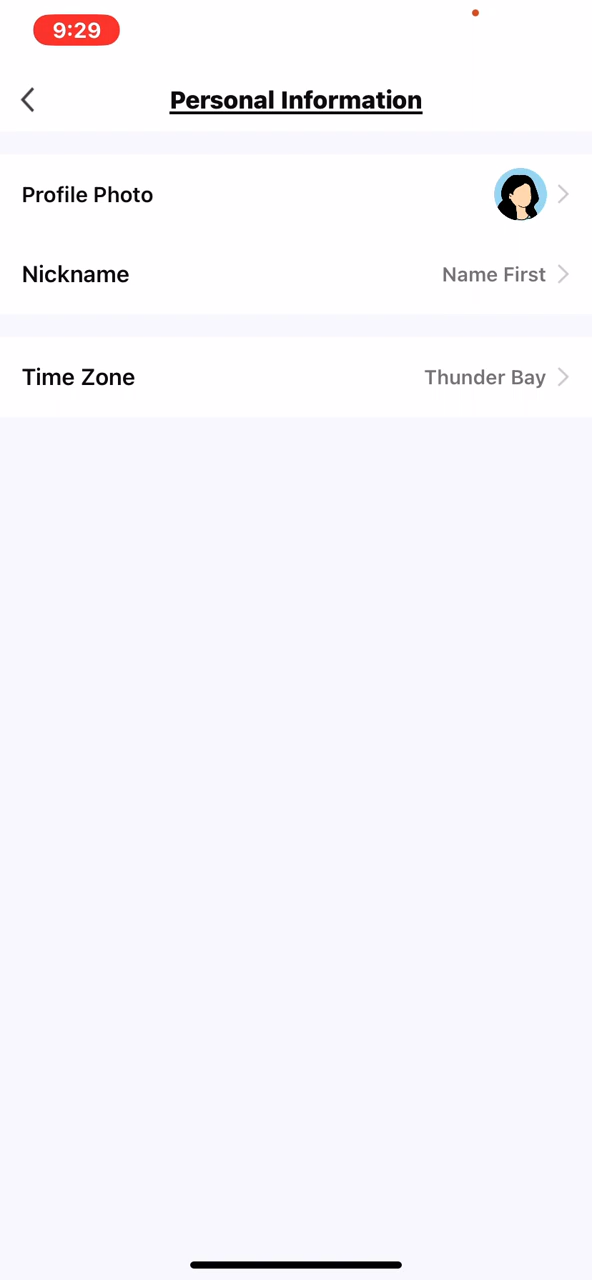 9:29
Personal Information
Profile Photo
Nickname Name First
Time Zone Thunder Bay